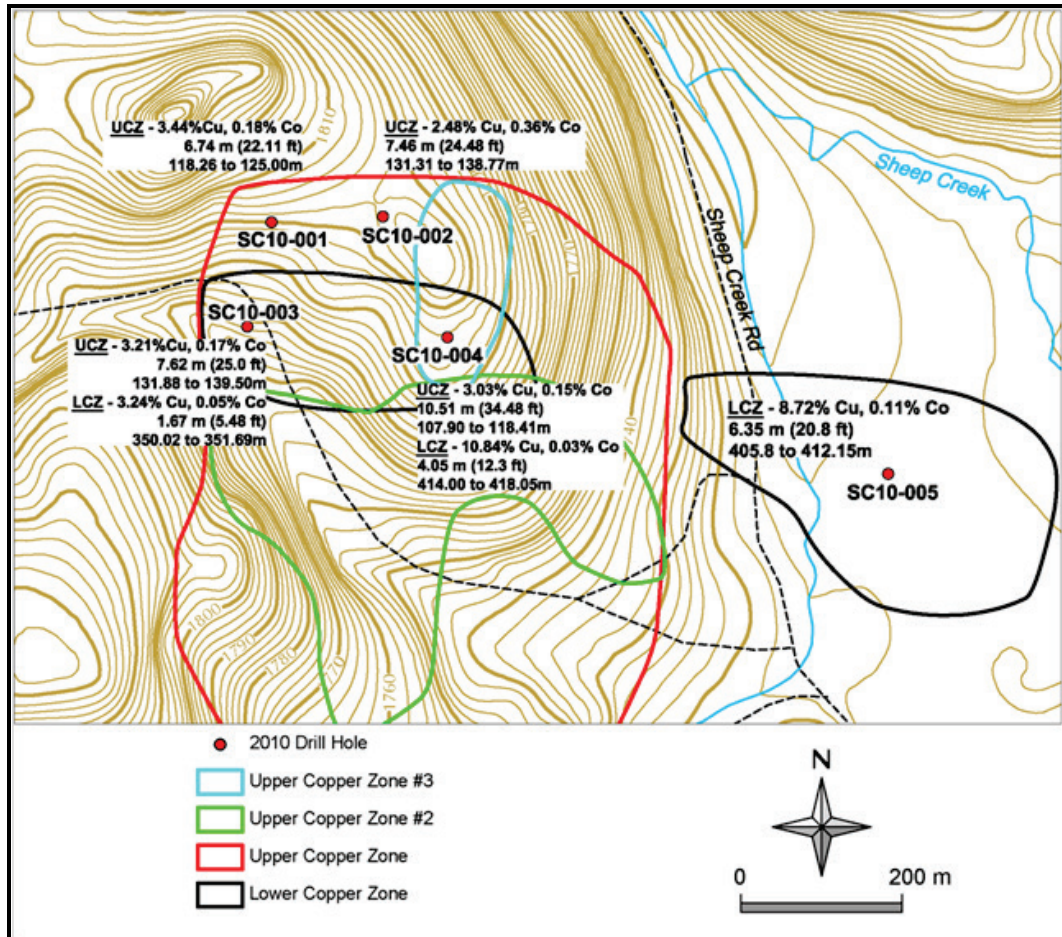 1810
UCZ - 3.44%Cu, 0.18% Co
6.74 m (22.11 ft)
118.26 to 125.00m
UCZ - 2.48% Cu, 0.36% Co
7.46 m (24.48 ft)
131.31 to 138.77m
Sheep Creek
Sheep Creek Rd
SC10-001
SC10-002
SC10-003
SC10-004
UCZ - 3.21%Cu, 0.17% Co
7.62 m (25.0 ft)
131.88 to 139.50m
LCZ - 3.24% Cu, 0.05% Co
1.67 m (5.48 ft)
350.02 to 351.69m
UCZ - 3.03% Cu, 0.15% Co
10.51 m (34.48 ft)
107.90 to 118.41m
LCZ - 10.84% Cu, 0.03% Co
4.05 m (12.3 ft)
414.00 to 418.05m
LCZ - 8.72% Cu, 0.11% Co
6.35 m (20.8 ft)
405.8 to 412.15m
SC10-005
1800
1790
1780
1760
2010 Drill Hole
Upper Copper Zone #3
Upper Copper Zone #2
Upper Copper Zone
Lower Copper Zone
N
0 200 m